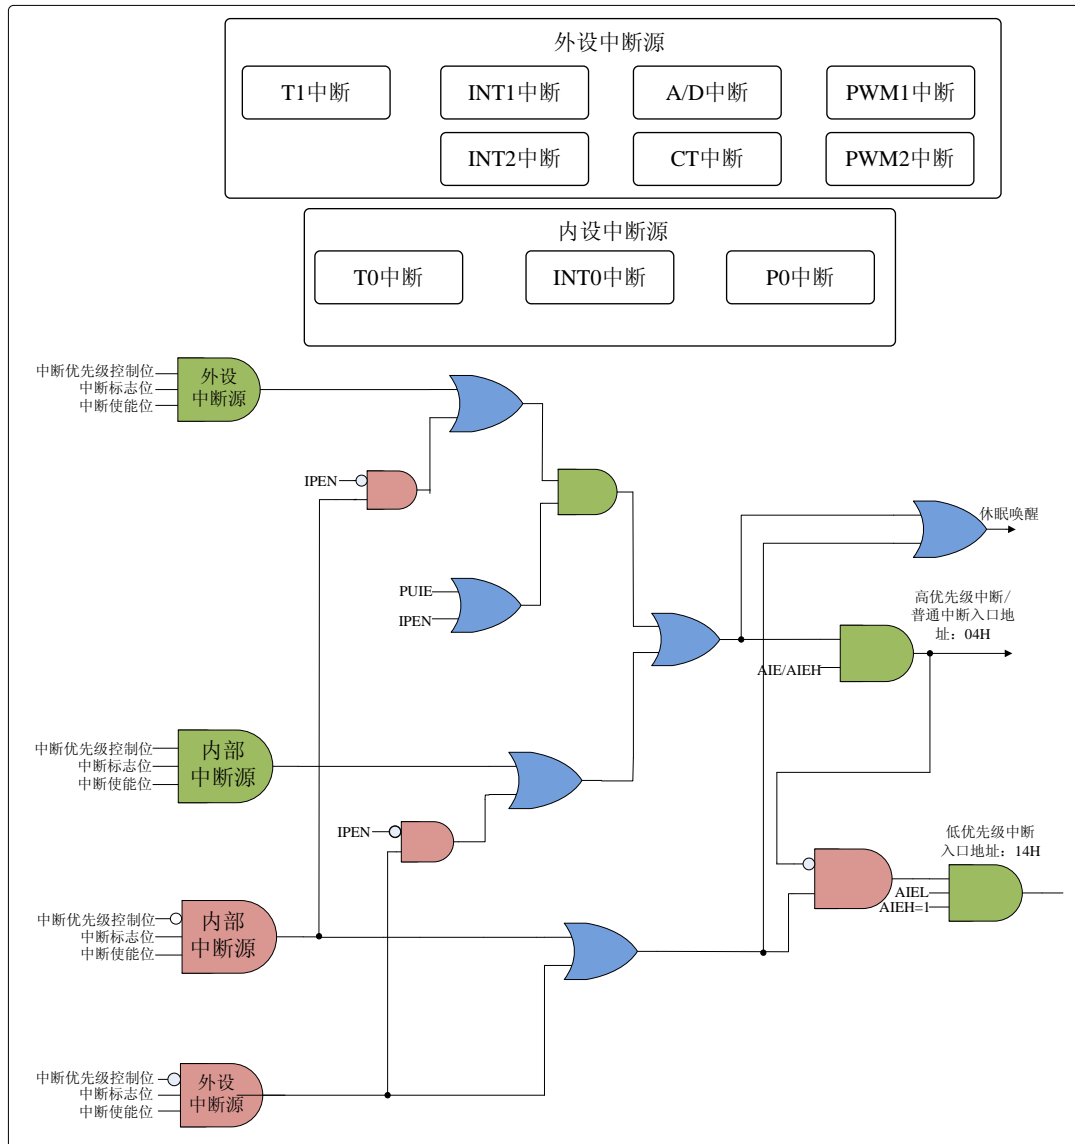 外设中断源
T1中断
INT1中断
A/D中断
PWM1中断
INT2中断
CT中断
PWM2中断
内设中断源
T0中断
INT0中断
P0中断
中断优先级控制位
中断标志位
中断使能位
外设
中断源
IPEN
PUIE
IPEN
休眠唤醒
高优先级中断/
普通中断入口地
址：04H
AIE/AIEH
中断优先级控制位
中断标志位
中断使能位
内部
中断源
IPEN
低优先级中断
入口地址：14H
AIEL
AIEH=1
中断优先级控制位
中断标志位
中断使能位
内部
中断源
中断优先级控制位
中断标志位
中断使能位
外设
中断源